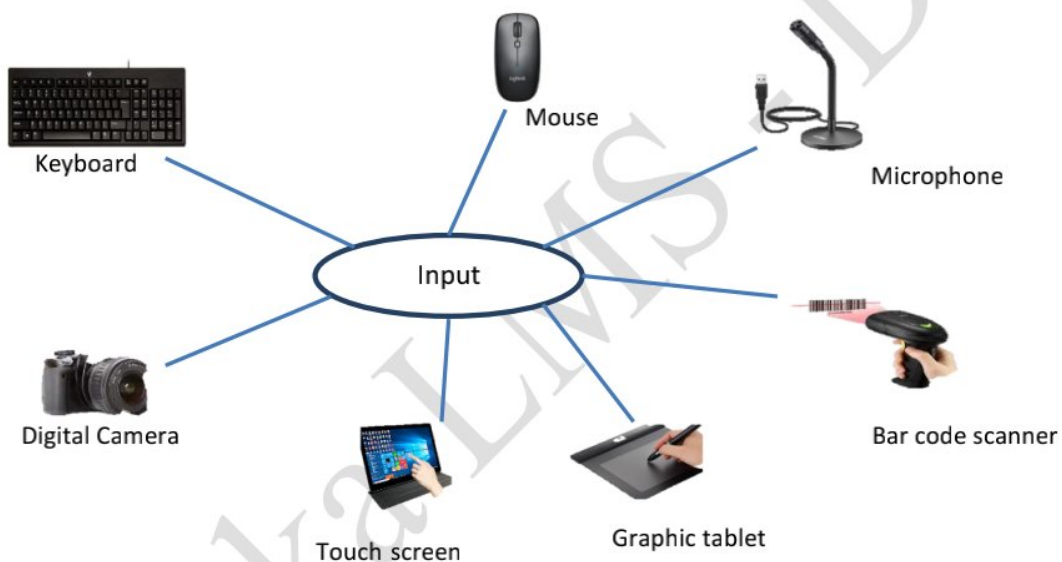 Mouse
Keyboard
Microphone
Input
Digital Camera
Bar code scanner
Touch screen
Graphic tablet